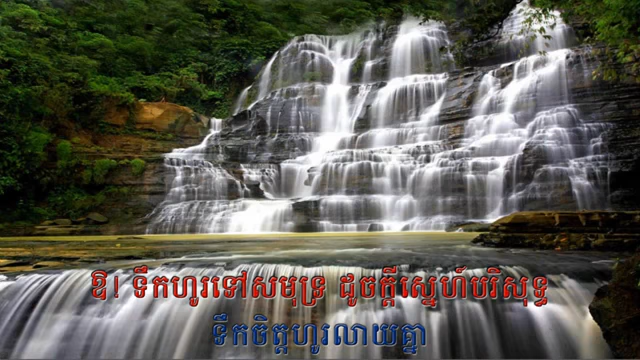 ឱ! ទឹកហូរទៅសមុទ្រ ដូចក្ដីស្នេហ៍បរិសុទ្ធ
ទឹកចិត្តហូរលាយគ្នា